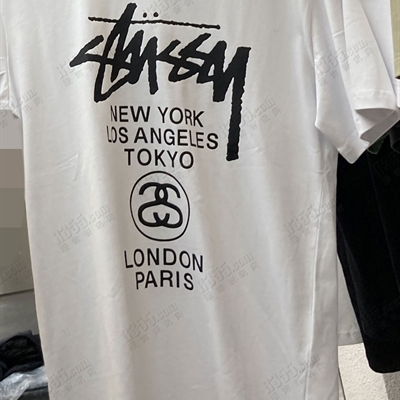 Stüssy
NEW YORK
LOS ANGELES
TOKYO
LONDON
PARIS